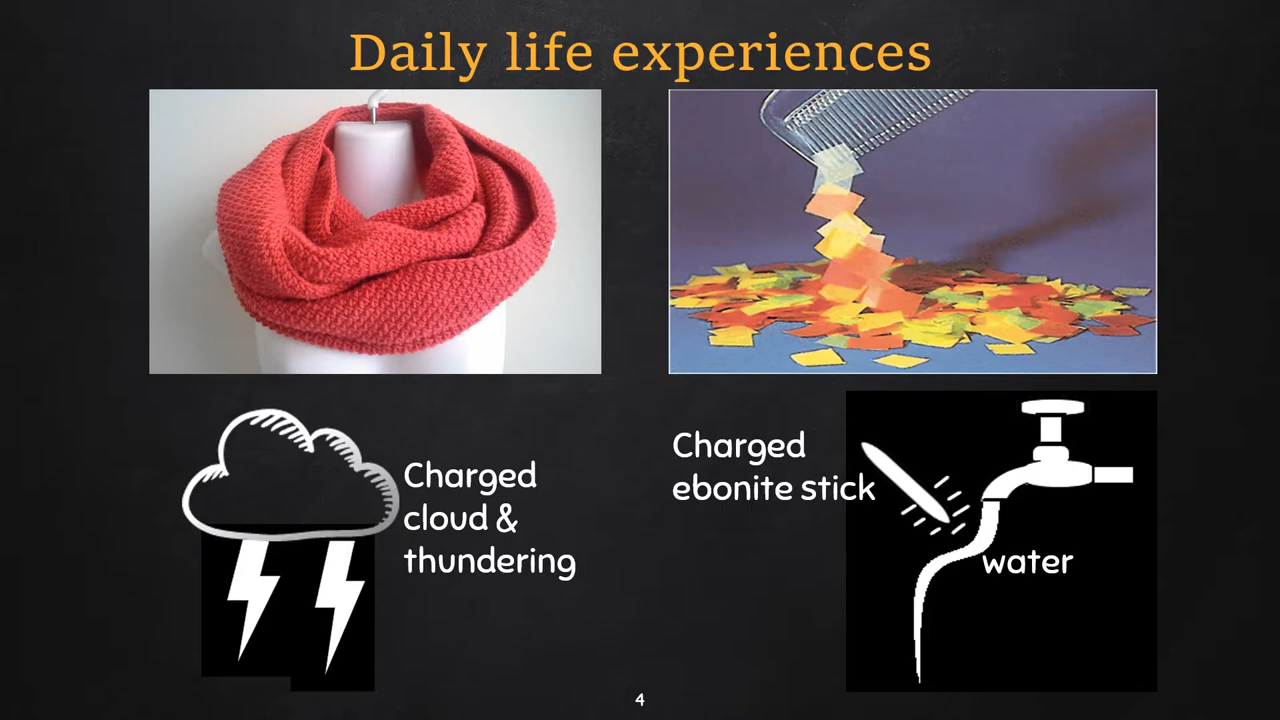 Daily life experiences
Charged
cloud &
thundering
Charged
ebonite stick
water
4